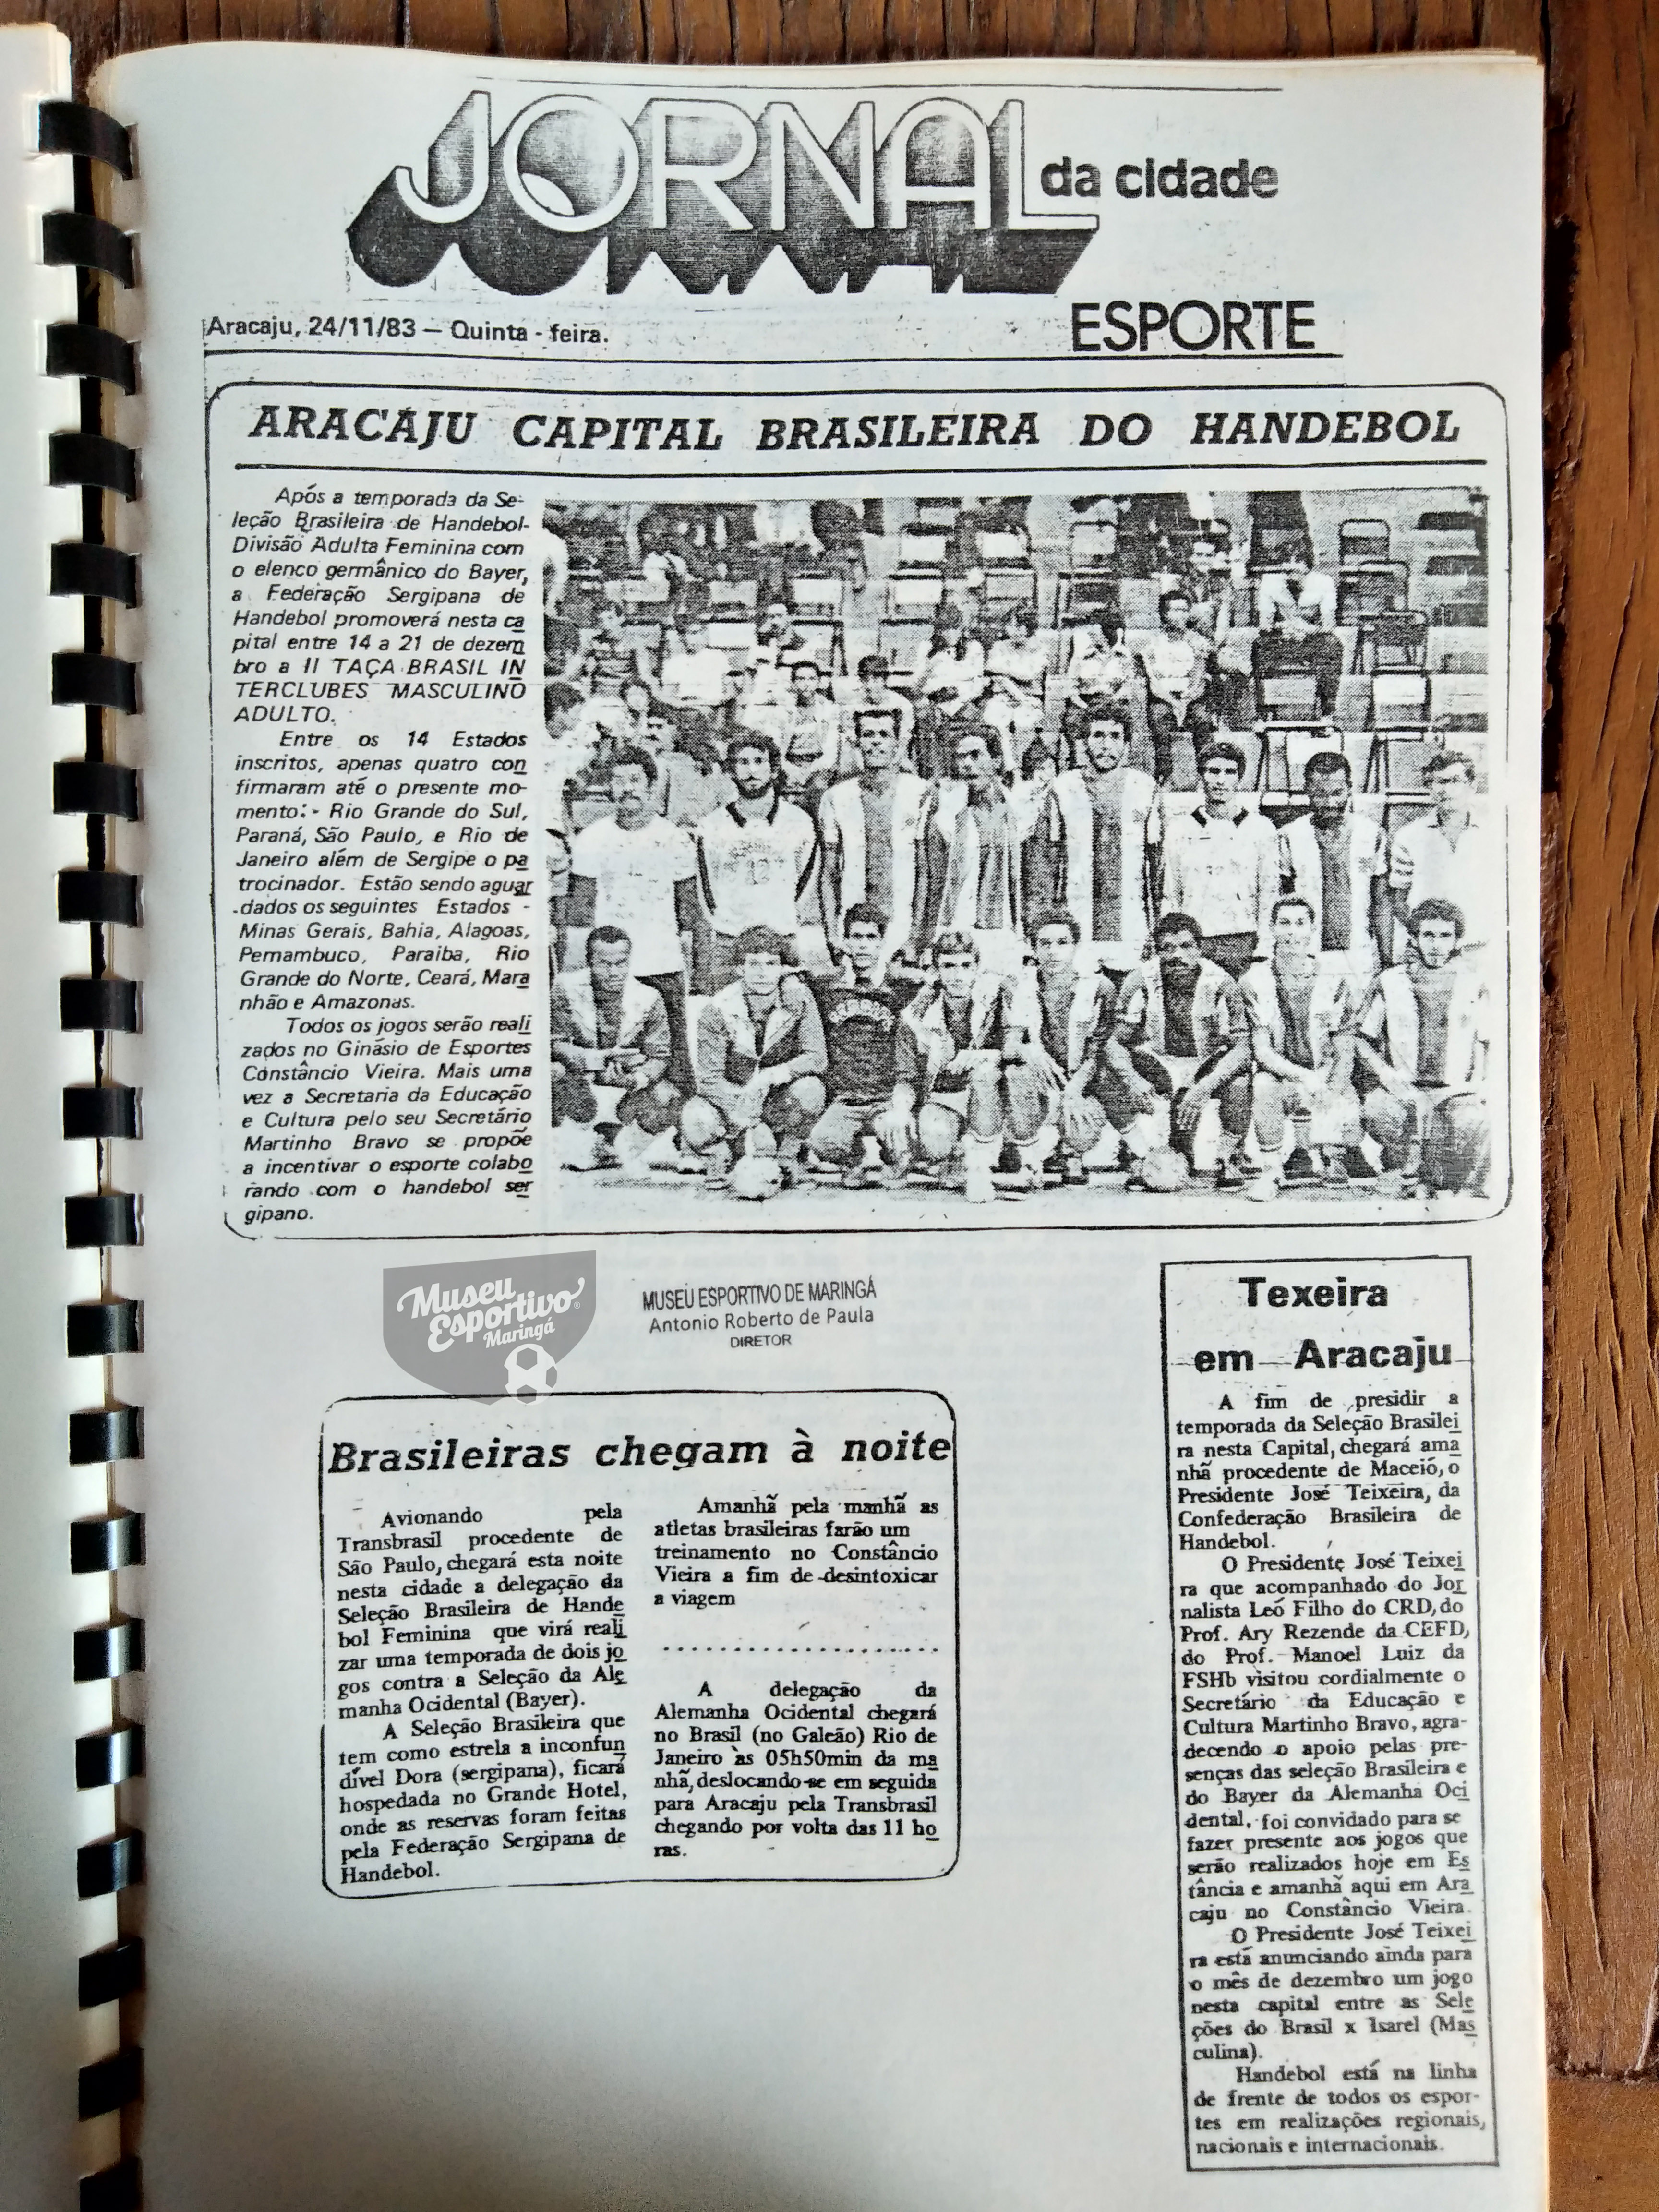 JORNAL da cidade
Aracaju, 24/11/83 — Quinta - feira.
ESPORTE
ARACAJU CAPITAL BRASILEIRA DO HANDEBOL
Após a temporada da Se-
leção Brasileira de Handebol-
Divisão Adulta Feminina com
o elenco germânico do Bayer,
a Federação Sergipana de
Handebol promoverá nesta ca
pital entre 14 a 21 de dezem
bro a II TAÇA BRASIL IN
TERCLUBES MASCULINO
ADULTO.
Entre os 14 Estados
inscritos, apenas quatro con
firmaram até o presente mo-
mento:- Rio Grande do Sul,
Paraná, São Paulo, e Rio de
Janeiro além de Sergipe o pa
trocinador. Estão sendo aguar
dados os seguintes Estados -
Minas Gerais, Bahia, Alagoas,
Pernambuco, Paraiba, Rio
Grande do Norte, Ceará, Mara
nhão e Amazonas.
Todos os jogos serão reali
zados no Ginásio de Esportes
Constâncio Vieira. Mais uma
vez a Secretaria da Educação
e Cultura pelo seu Secretário
Martinho Bravo se propõe
a incentivar o esporte colabo
rando com o handebol ser
gipano.
Museu
Esportivo
Maringá
MUSEU ESPORTIVO DE MARINGÁ
Antonio Roberto de Paula
DIRETOR
Brasileiras chegam à noite
Avionando pela
Transbrasil procedente de
São Paulo, chegará esta noite
nesta cidade a delegação da
Seleção Brasileira de Hande
bol Feminina que virá reali
zar uma temporada de dois jo
gos contra a Seleção da Ale
manha Ocidental (Bayer).
A Seleção Brasileira que
tem como estrela a inconfun
dível Dora (sergipana), ficará
hospedada no Grande Hotel,
onde as reservas foram feitas
pela Federação Sergipana de
Handebol.
Amanhã pela manhã as
atletas brasileiras farão um
treinamento no Constâncio
Vieira a fim de desintoxicar
a viagem
A delegação da
Alemanha Ocidental chegará
no Brasil (no Galeão) Rio de
Janeiro às 05h50min da ma
nhã, deslocando-se em seguida
para Aracaju pela Transbrasil
chegando por volta das 11 ho
ras.
Texeira
em Aracaju
A fim de presidir a
temporada da Seleção Brasilei
ra nesta Capital, chegará ama
nhã procedente de Maceió, o
Presidente José Teixeira, da
Confederação Brasileira de
Handebol.
O Presidente José Teixei
ra que acompanhado do Jor
nalista Leó Filho do CRD, do
Prof. Ary Rezende da CEFD,
do Prof. Manoel Luiz da
FSHb visitou cordialmente o
Secretário da Educação e
Cultura Martinho Bravo, agra-
decendo o apoio pelas pre-
senças das seleção Brasileira e
do Bayer da Alemanha Oci
dental, foi convidado para se
fazer presente aos jogos que
serão realizados hoje em Es
tância e amanhã aqui em Ara
caju no Constâncio Vieira.
O Presidente José Teixei
ra está anunciando ainda para
o mês de dezembro um jogo
nesta capital entre as Sele
ções do Brasil x Isarel (Mas
culina).
Handebol está na linha
de frente de todos os espor-
tes em realizações regionais,
nacionais e internacionais.